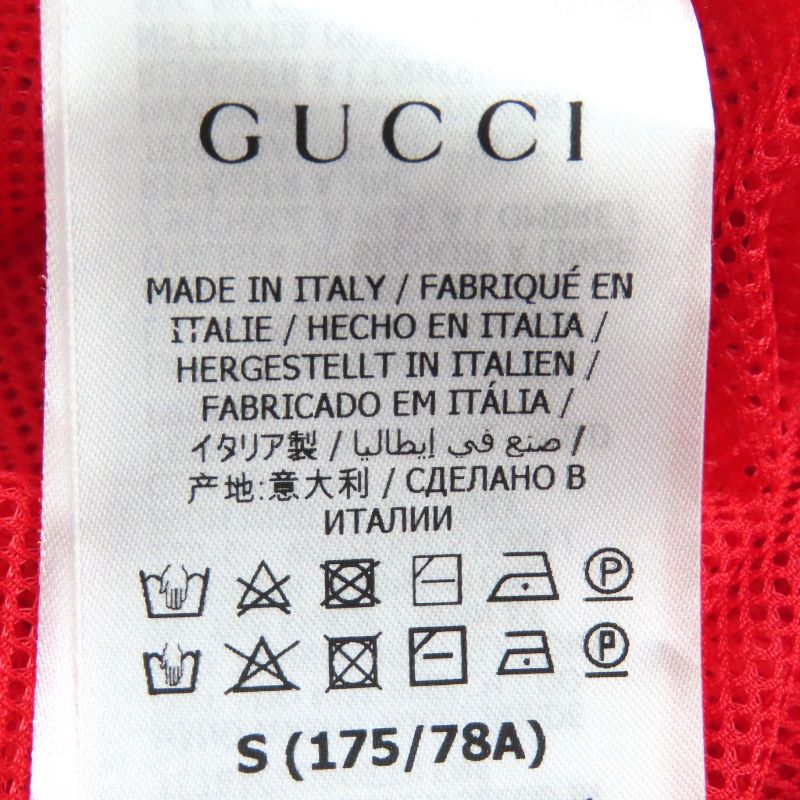 GUCCI
MADE IN ITALY / FABRIQUÉ EN
ITALIE / HECHO EN ITALIA /
HERGESTELLT IN ITALIEN /
FABRICADO EM ITÁLIA /
イタリア製 / صنع في إيطاليا /
产地:意大利 / СДЕЛАНО В
ИТАЛИИ
P
P
S (175/78A)